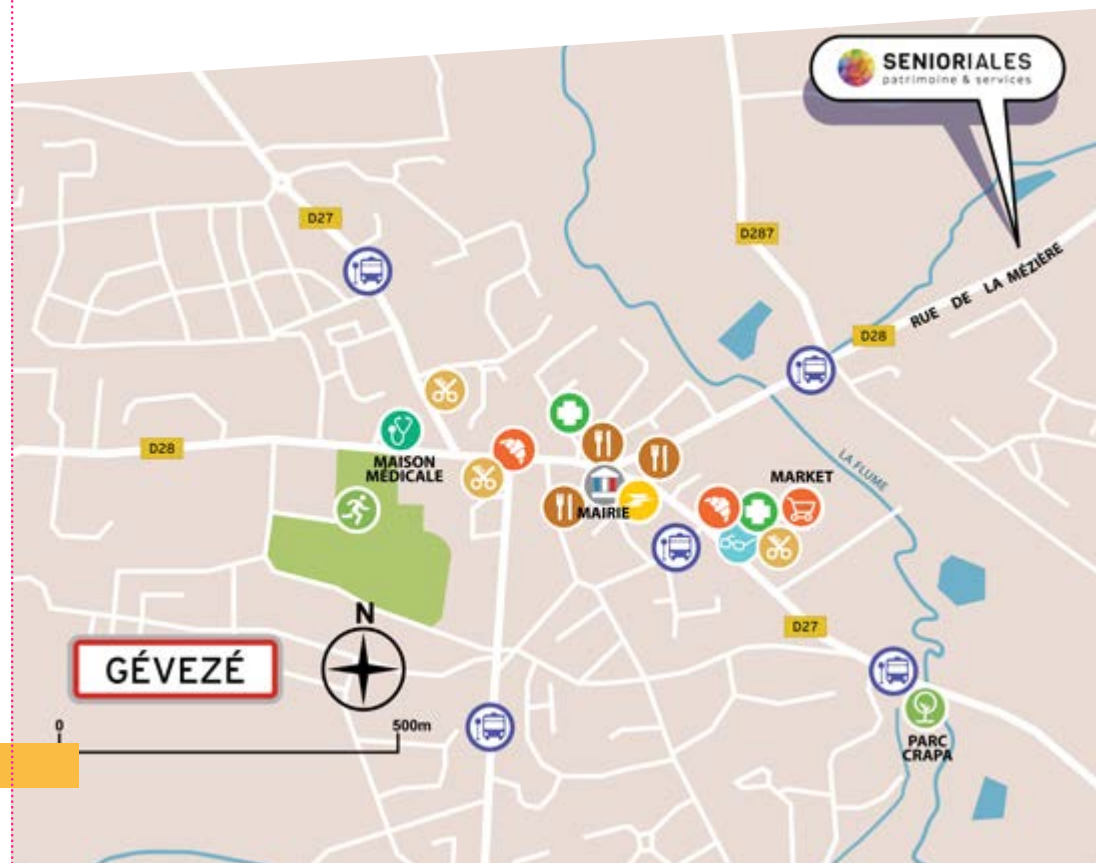 SENIORIALES
patrimoine & services
D27
D287
RUE DE LA MÉZIÈRE
D28
D28
MAISON
MÉDICALE
LA FLUME
MARKET
MAIRIE
D27
N
GÉVEZÉ
0
500m
PARC
CRAPA